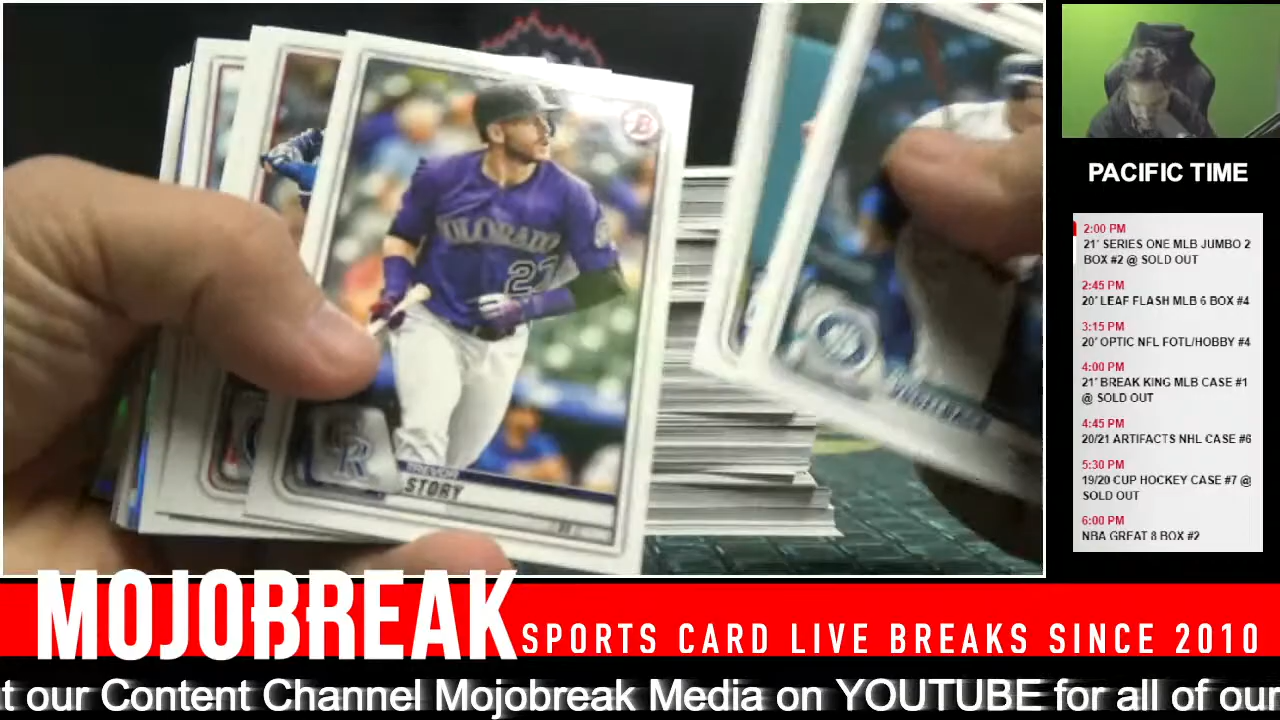 COLORADO
27
B
R
TREVOR
STORY
PACIFIC TIME
2:00 PM
21' SERIES ONE MLB JUMBO 2
BOX #2 @ SOLD OUT
2:45 PM
20' LEAF FLASH MLB 6 BOX #4
3:15 PM
20' OPTIC NFL FOTL/HOBBY #4
4:00 PM
21' BREAK KING MLB CASE #1
@ SOLD OUT
4:45 PM
20/21 ARTIFACTS NHL CASE #6
5:30 PM
19/20 CUP HOCKEY CASE #7 @
SOLD OUT
6:00 PM
NBA GREAT 8 BOX #2
MOJOBREAK
SPORTS CARD LIVE BREAKS SINCE 2010
t our Content Channel Mojobreak Media on YOUTUBE for all of our